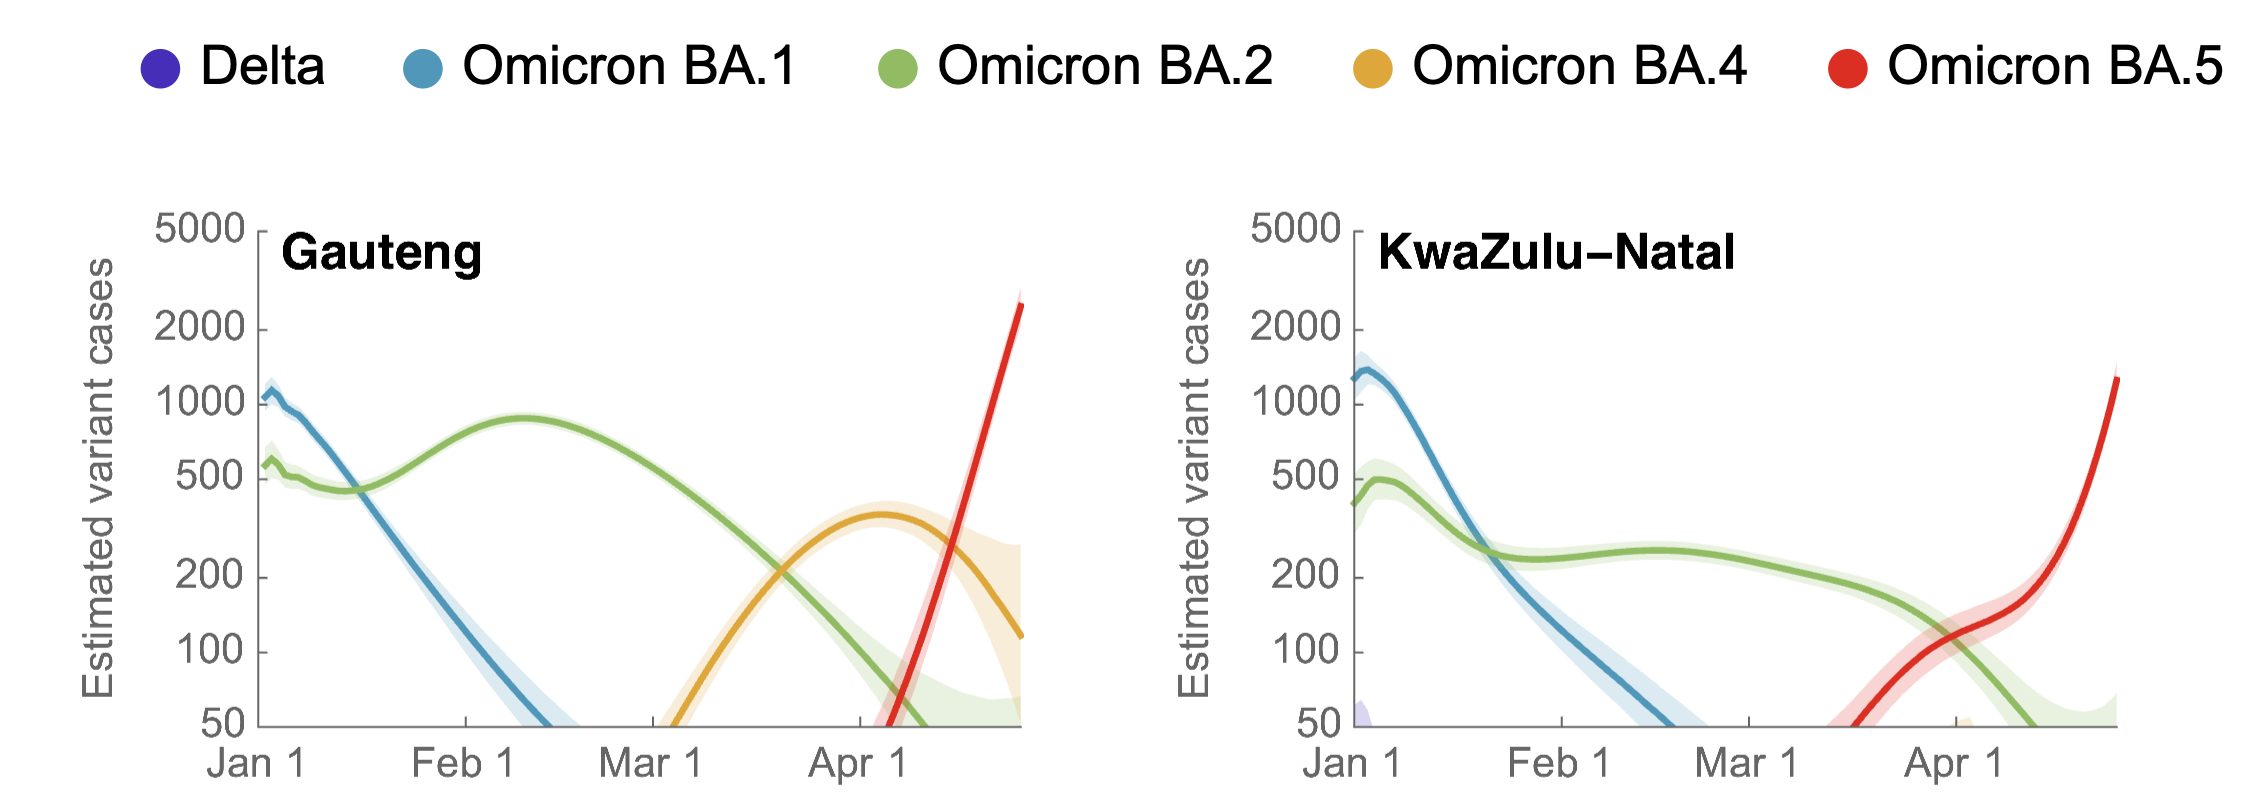 Delta Omicron BA.1 Omicron BA.2 Omicron BA.4 Omicron BA.5
Gauteng
Estimated variant cases
5000
2000
1000
500
200
100
50
Jan 1 Feb 1 Mar 1 Apr 1
KwaZulu–Natal
Estimated variant cases
5000
2000
1000
500
200
100
50
Jan 1 Feb 1 Mar 1 Apr 1